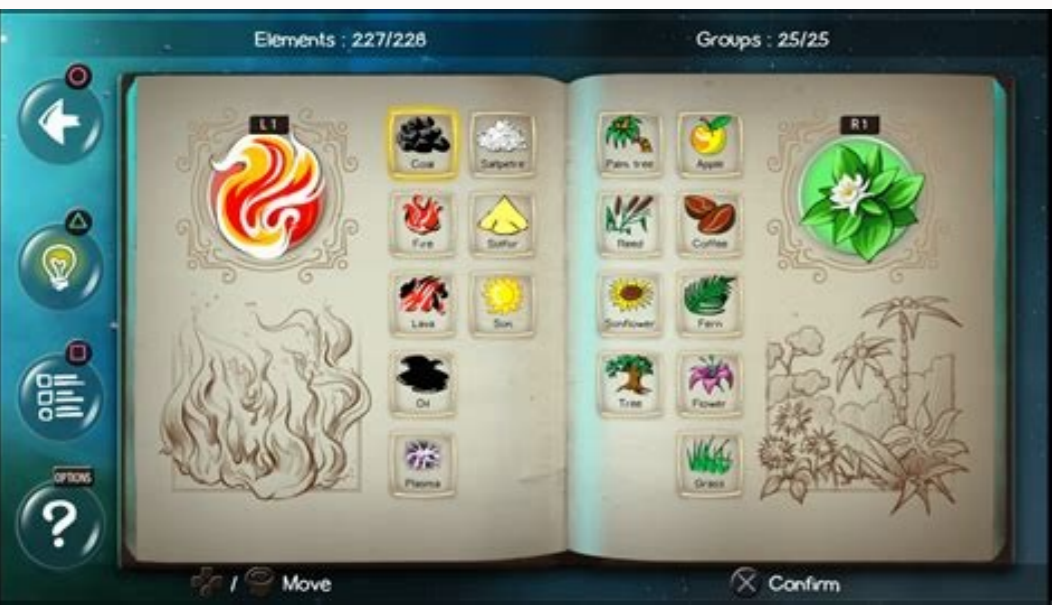 Elements : 227/228
Groups : 25/25
L1
R1
Coal
Saltpetre
Palm tree
Apple
Fire
Sulfur
Reed
Coffee
Lava
Sun
Sunflower
Fern
Oil
Tree
Flower
Plasma
Grass
OPTIONS
?
/ Move
Confirm